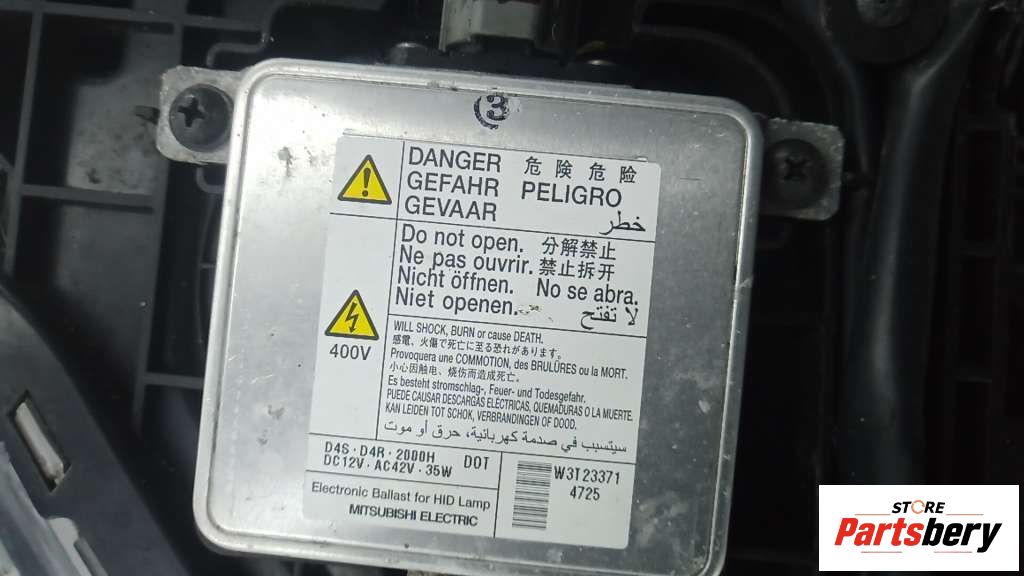 3
DANGER 危険 危险
GEFAHR PELIGRO
GEVAAR خطر
Do not open. 分解禁止
Ne pas ouvrir. 禁止拆开
Nicht öffnen. No se abra.
Niet openen. لا تفتح
400V
WILL SHOCK, BURN or cause DEATH.
感電、火傷で死亡に至る恐れがあります。
Provoquera une COMMOTION, des BRULÛRES ou la MORT.
小心因触电、烧伤而造成死亡。
Es besteht stromschlag-, Feuer- und Todesgefahr.
PUEDE CAUSAR DESCARGAS ELÉCTRICAS, QUEMADURAS O LA MUERTE.
KAN LEIDEN TOT SCHOK, VERBRANDINGEN OF DOOD.
سيتسبب في صدمة كهربائية، حرق أو موت
D4S・D4R・2000H DOT
DC12V・AC42V・35W
Electronic Ballast for HID Lamp
MITSUBISHI ELECTRIC
W3T23371
4725
STORE
Partsbery